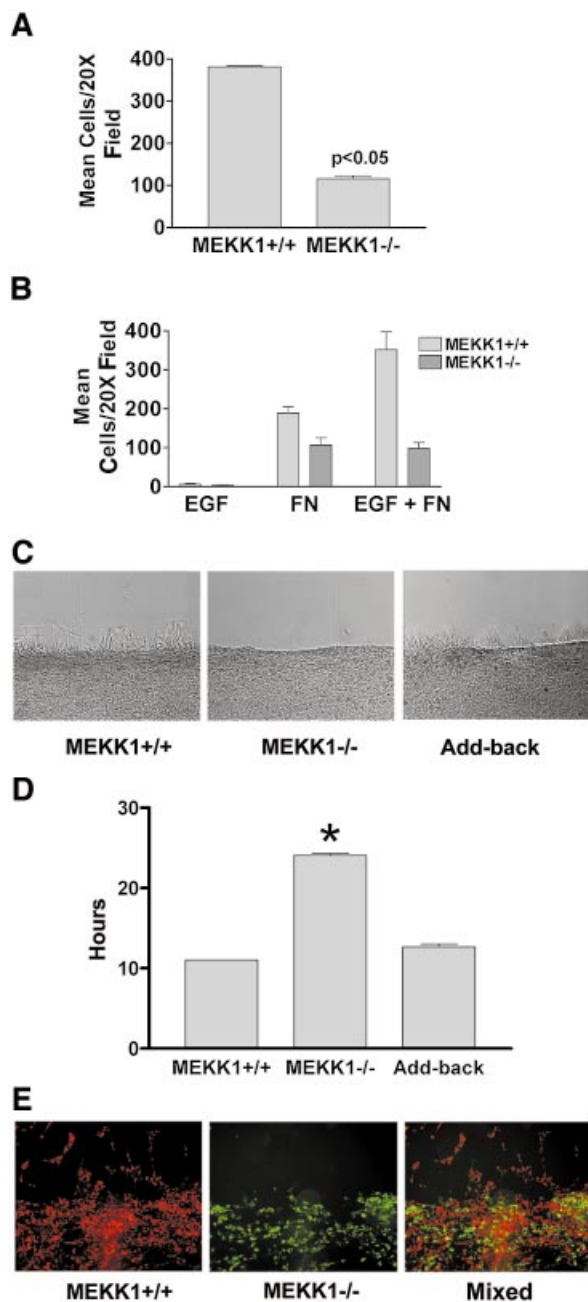 A
Mean Cells/20X
Field
400
300
200
100
0
p<0.05
MEKK1+/+ MEKK1-/-
B
Mean
Cells/20X Field
400
300
200
100
0
MEKK1+/+
MEKK1-/-
EGF FN EGF + FN
C
MEKK1+/+ MEKK1-/- Add-back
D
Hours
30
20
10
0
*
MEKK1+/+ MEKK1-/- Add-back
E
MEKK1+/+ MEKK1-/- Mixed